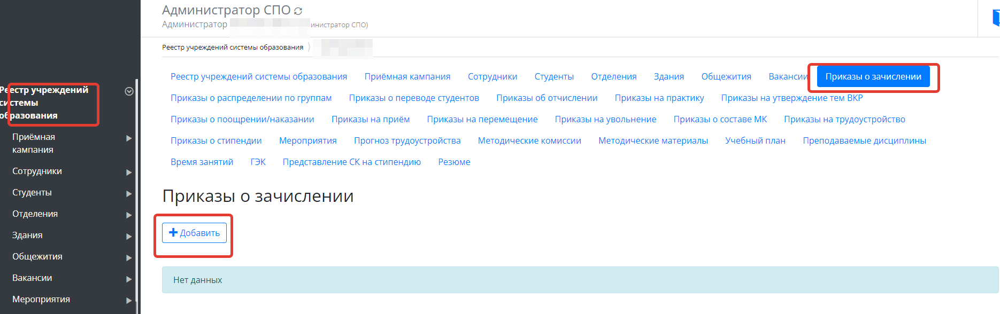 Администратор СПО
Администратор
министратор СПО)
Реестр учреждений системы образования
Реестр учреждений
системы
образования
Приёмная
кампания
Сотрудники
Студенты
Отделения
Здания
Общежития
Вакансии
Мероприятия
Реестр учреждений системы образования Приёмная кампания Сотрудники Студенты Отделения Здания Общежития Вакансии Приказы о зачислении
Приказы о распределении по группам Приказы о переводе студентов Приказы об отчислении Приказы на практику Приказы на утверждение тем ВКР
Приказы о поощрении/наказании Приказы на приём Приказы на перемещение Приказы на увольнение Приказы о составе МК Приказы на трудоустройство
Приказы о стипендии Мероприятия Прогноз трудоустройства Методические комиссии Методические материалы Учебный план Преподаваемые дисциплины
Время занятий ГЭК Представление СК на стипендию Резюме
Приказы о зачислении
Добавить
Нет данных